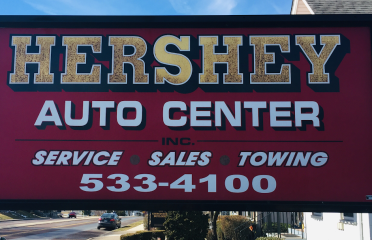 HERSHEY
AUTO CENTER
INC.
SERVICE • SALES • TOWING
533-4100